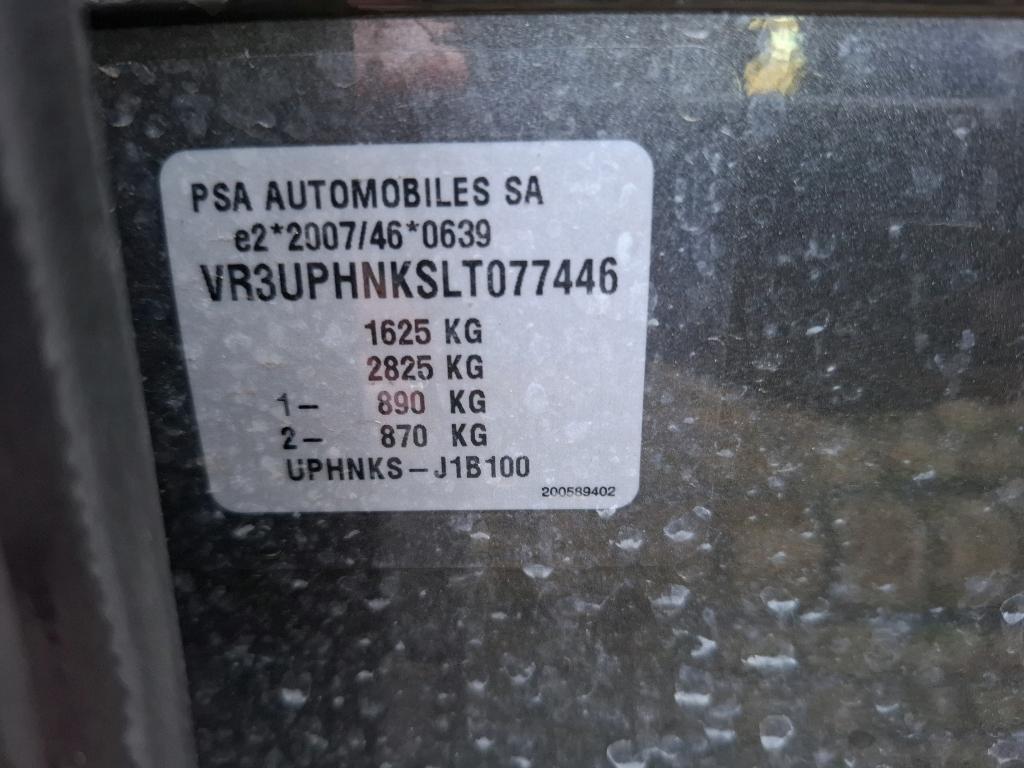 PSA AUTOMOBILES SA
e2*2007/46*0639
VR3UPHNKSLT077446
1625 KG
2825 KG
1- 890 KG
2- 870 KG
UPHNKS-J1B100
200589402